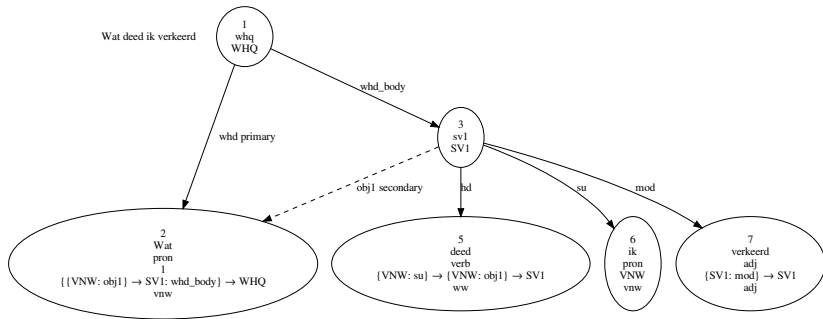 Wat deed ik verkeerd
1
whq
WHQ
whd_body
whd primary
3
sv1
SV1
obj1 secondary
hd
su
mod
2
Wat
pron
1
{{VNW: obj1} → SV1: whd_body} → WHQ
vnw
5
deed
verb
{VNW: su} → {VNW: obj1} → SV1
ww
6
ik
pron
VNW
vnw
7
verkeerd
adj
{SV1: mod} → SV1
adj